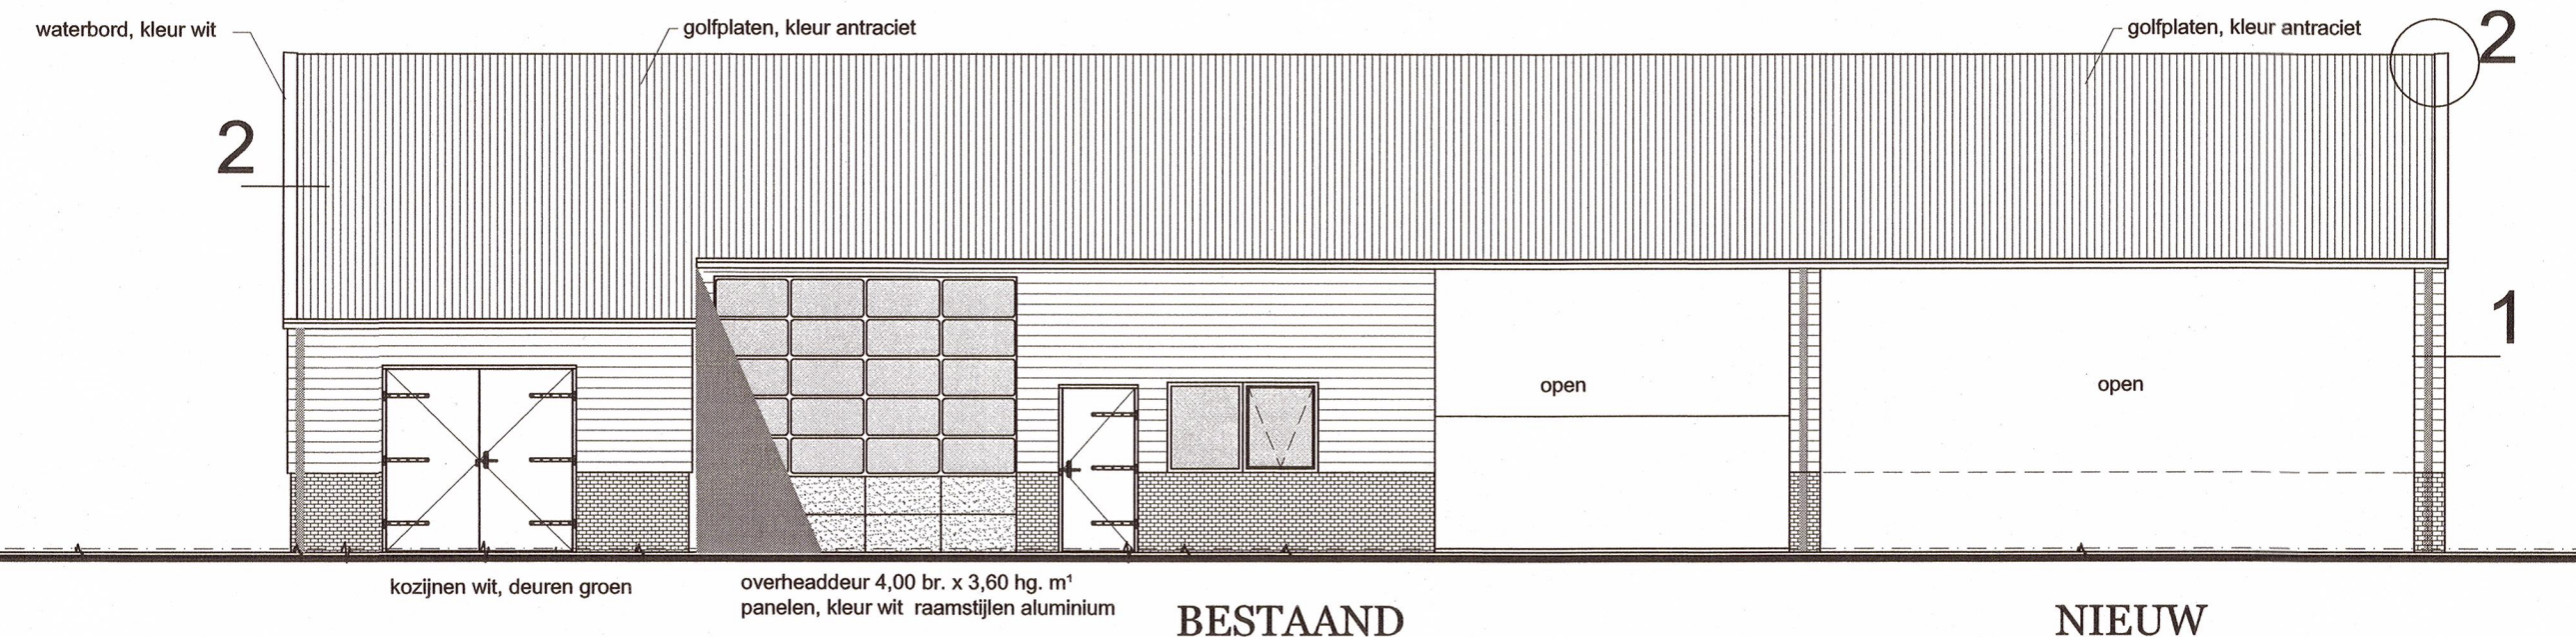 waterbord, kleur wit
golfplaten, kleur antraciet
golfplaten, kleur antraciet
2
2
1
open
open
kozijnen wit, deuren groen
overheaddeur 4,00 br. x 3,60 hg. m¹
panelen, kleur wit raamstijlen aluminium
BESTAAND
NIEUW